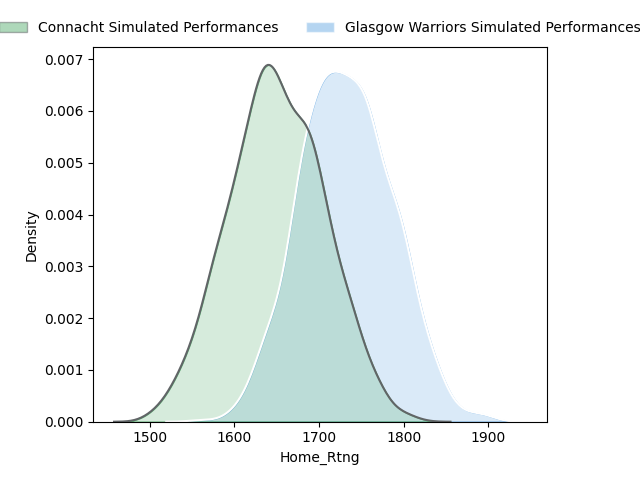 Connacht Simulated Performances
Glasgow Warriors Simulated Performances
0.007
0.006
0.005
0.004
0.003
0.002
0.001
0.000
Density
1500 1600 1700 1800 1900
Home_Rtng